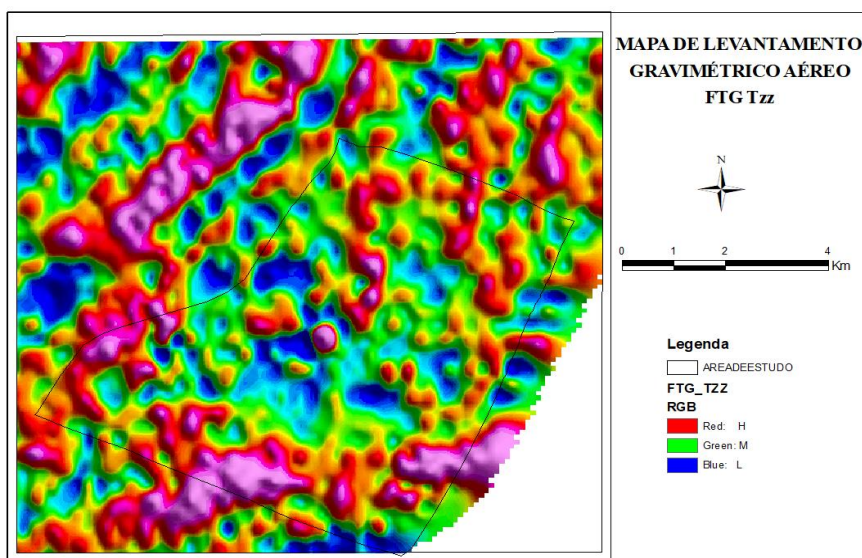 MAPA DE LEVANTAMENTO
GRAVIMÉTRICO AÉREO
FTG Tzz
N
0 1 2 4
Km
Legenda
AREADEESTUDO
FTG_TZZ
RGB
Red: H
Green: M
Blue: L